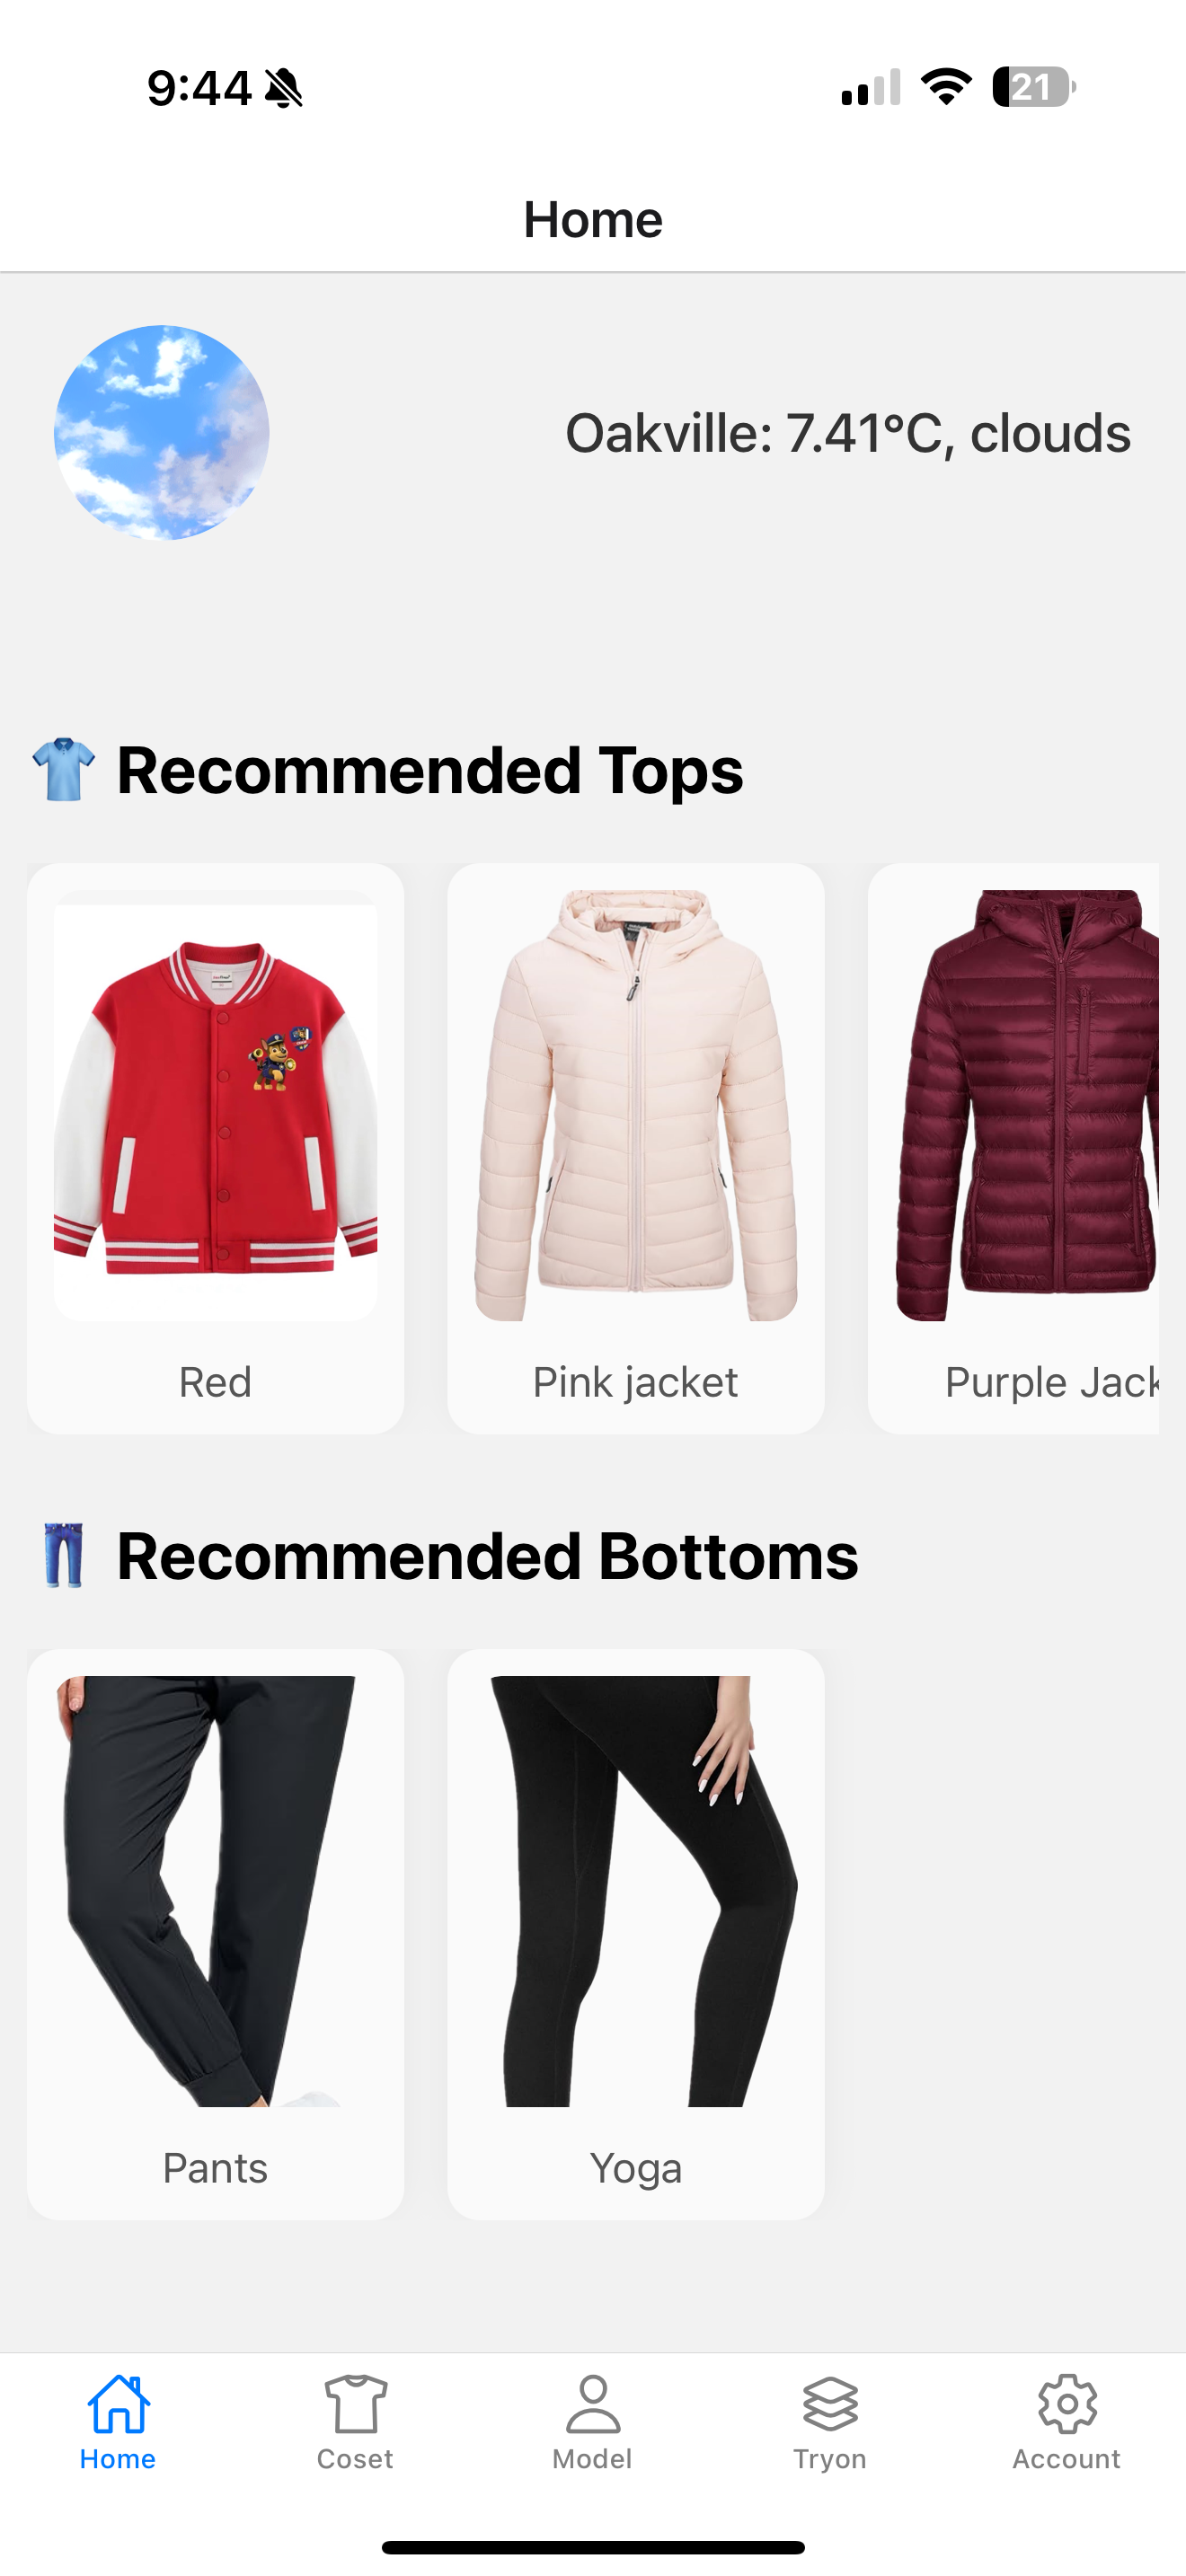 9:44
21
Home
Oakville: 7.41°C, clouds
👕 Recommended Tops
Red
Pink jacket
Purple Jack
👖 Recommended Bottoms
Pants
Yoga
Home
Coset
Model
Tryon
Account